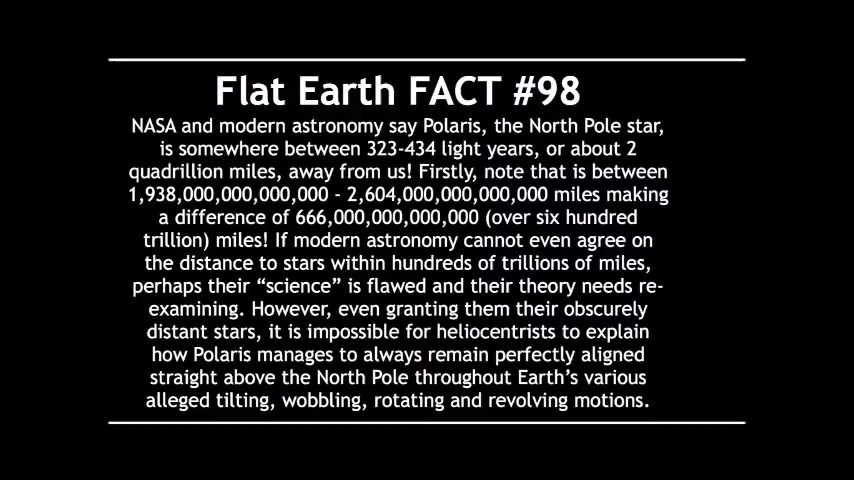 Flat Earth FACT #98
NASA and modern astronomy say Polaris, the North Pole star,
is somewhere between 323-434 light years, or about 2
quadrillion miles, away from us! Firstly, note that is between
1,938,000,000,000,000 - 2,604,000,000,000,000 miles making
a difference of 666,000,000,000,000 (over six hundred
trillion) miles! If modern astronomy cannot even agree on
the distance to stars within hundreds of trillions of miles,
perhaps their “science” is flawed and their theory needs re-
examining. However, even granting them their obscurely
distant stars, it is impossible for heliocentrists to explain
how Polaris manages to always remain perfectly aligned
straight above the North Pole throughout Earth’s various
alleged tilting, wobbling, rotating and revolving motions.